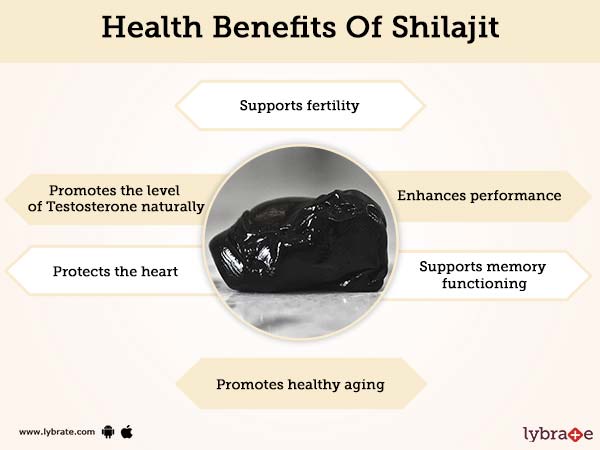 Health Benefits Of Shilajit
Supports fertility
Promotes the level
of Testosterone naturally
Enhances performance
Protects the heart
Supports memory
functioning
Promotes healthy aging
www.lybrate.com
lybrate